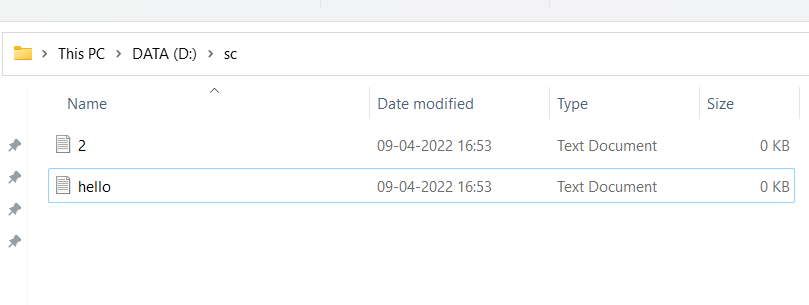 This PC > DATA (D:) > sc
Name Date modified Type Size
2 09-04-2022 16:53 Text Document 0 KB
hello 09-04-2022 16:53 Text Document 0 KB